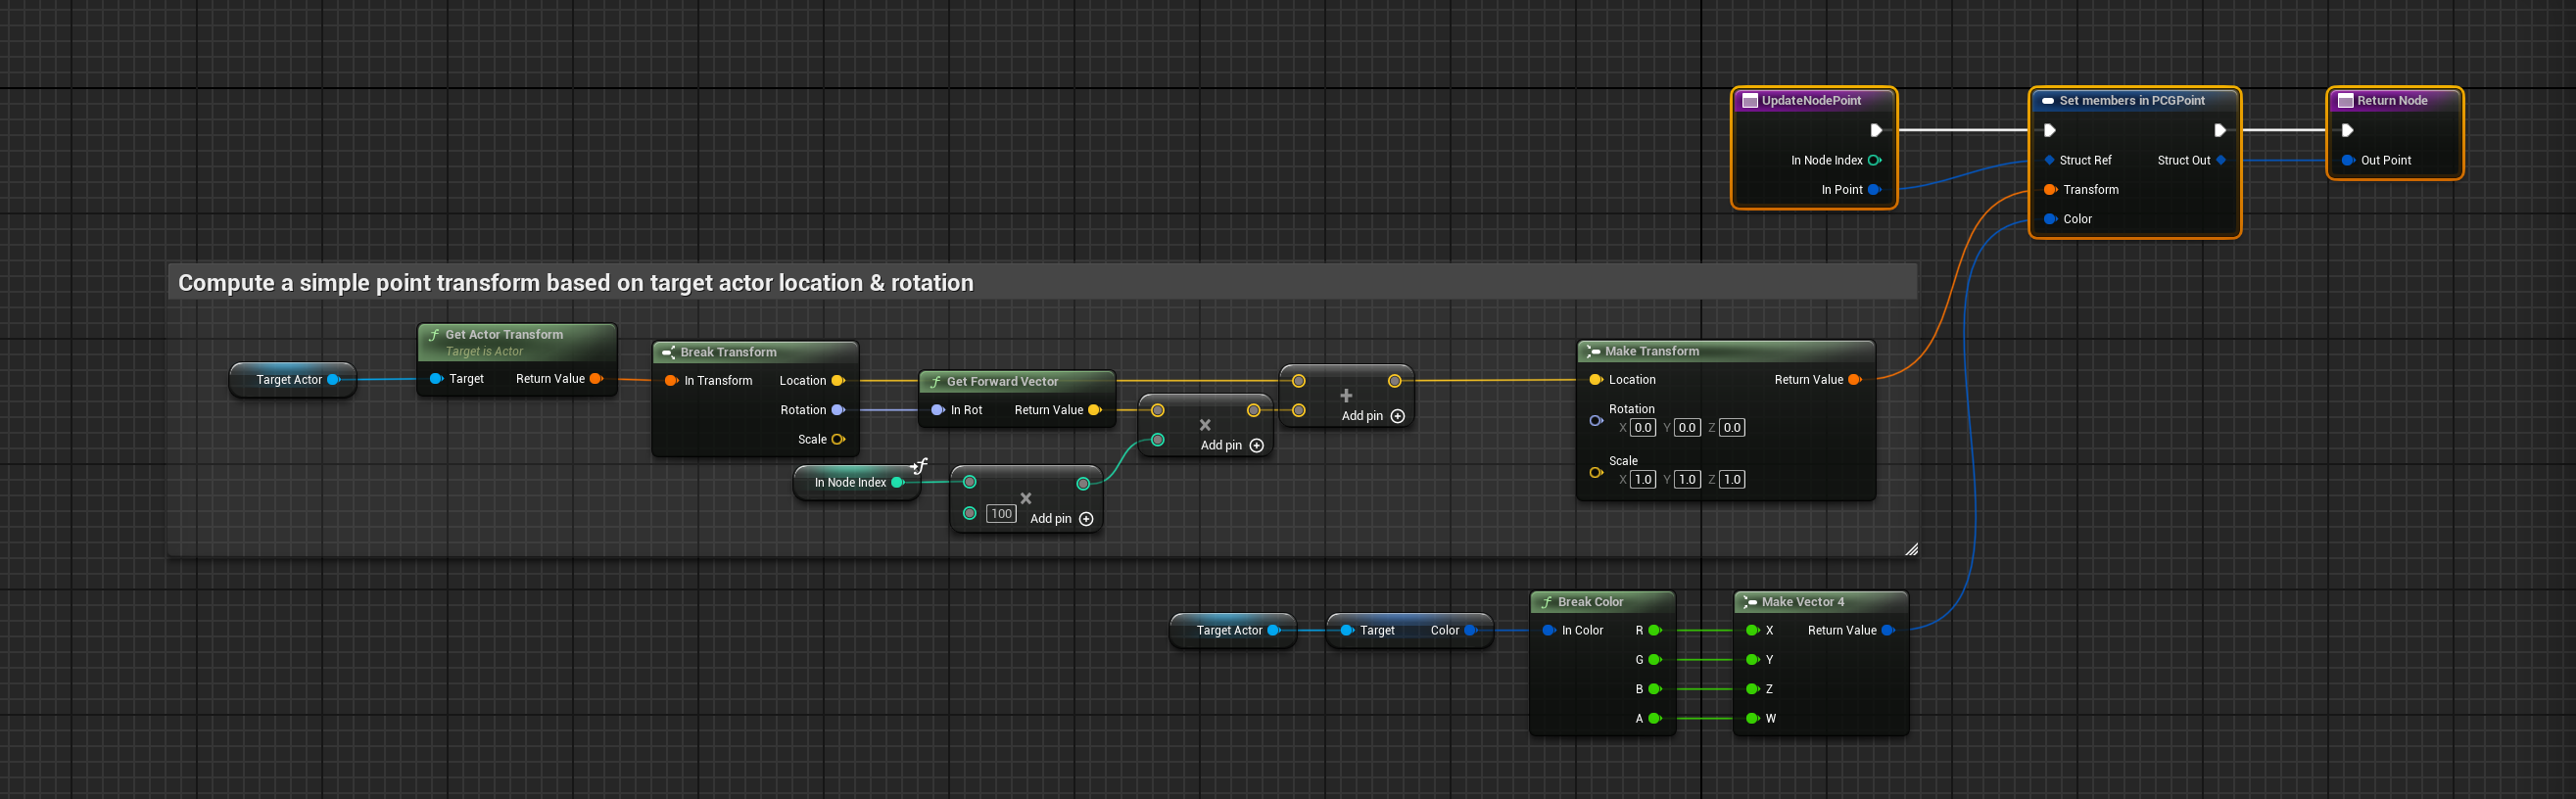 UpdateNodePoint
In Node Index
In Point
Set members in PCGPoint
Struct Ref Struct Out
Transform
Color
Return Node
Out Point
Compute a simple point transform based on target actor location & rotation
Target Actor
Get Actor Transform
Target is Actor
Target Return Value
Break Transform
In Transform Location
Rotation
Scale
Get Forward Vector
In Rot Return Value
Add pin
Add pin
In Node Index
100 Add pin
Make Transform
Location Return Value
Rotation
X 0.0 Y 0.0 Z 0.0
Scale
X 1.0 Y 1.0 Z 1.0
Target Actor
Target Color
Break Color
In Color R
G
B
A
Make Vector 4
X Return Value
Y
Z
W